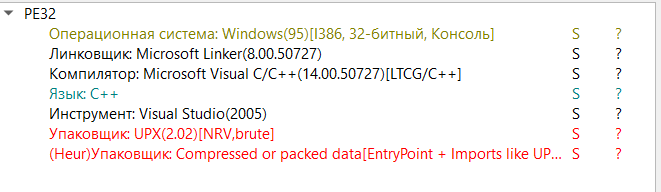 PE32
Операционная система: Windows(95)[I386, 32-битный, Консоль] S ?
Линковщик: Microsoft Linker(8.00.50727) S ?
Компилятор: Microsoft Visual C/C++(14.00.50727)[LTCG/C++] S ?
Язык: C++ S ?
Инструмент: Visual Studio(2005) S ?
Упаковщик: UPX(2.02)[NRV,brute] S ?
(Heur)Упаковщик: Compressed or packed data[EntryPoint + Imports like UP... S ?